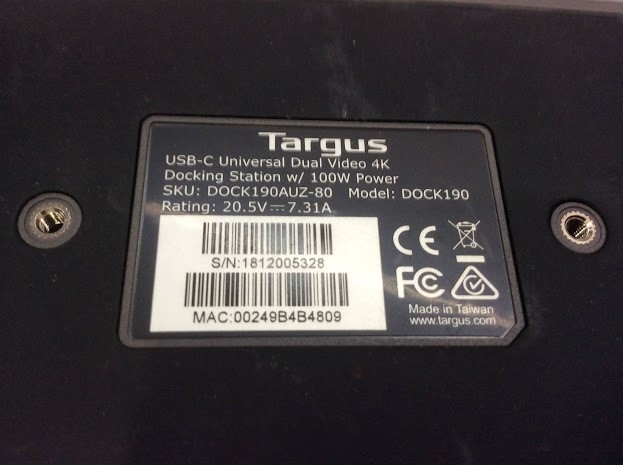 Targus
USB-C Universal Dual Video 4K
Docking Station w/ 100W Power
SKU: DOCK190AUZ-80 Model: DOCK190
Rating: 20.5V⎓7.31A
S/N:1812005328
MAC:00249B4B4809
CE
FC
Made in Taiwan
www.targus.com